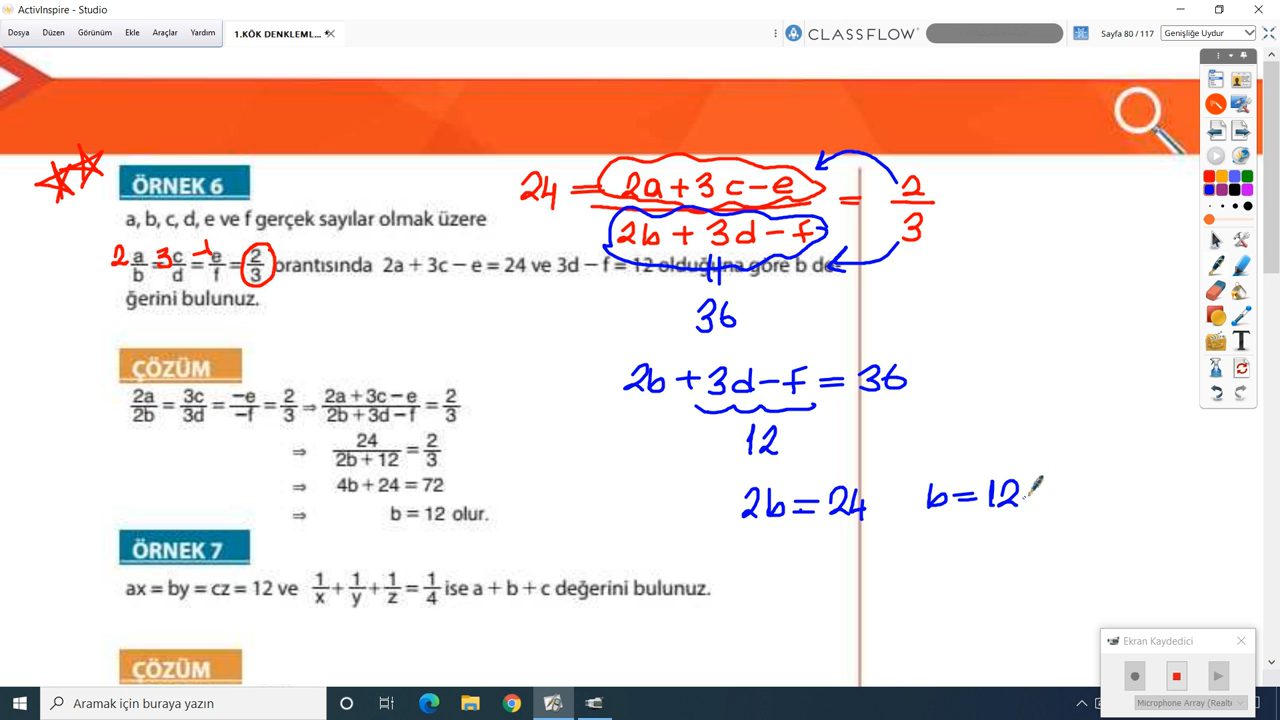 ActivInspire - Studio
Dosya Düzen Görünüm Ekle Araçlar Yardım 1.KÖK DENKLEML... CLASSFLOW Sayfa 80 / 117 Genişliğe Uydur
ÖRNEK 6
a, b, c, d, e ve f gerçek sayılar olmak üzere
2 a/b = 3 c/d = -1 e/f = 2/3 orantısında 2a + 3c – e = 24 ve 3d – f = 12 olduğuna göre b de-
ğerini bulunuz.
24 = 2a+3c-e / 2b+3d-f = 2/3
36
2b+3d-f = 36
12
2b = 24 b = 12
ÇÖZÜM
2a/2b = 3c/3d = –e/–f = 2/3 ⇒ 2a + 3c – e / 2b + 3d – f = 2/3
⇒ 24 / 2b + 12 = 2/3
⇒ 4b + 24 = 72
⇒ b = 12 olur.
ÖRNEK 7
ax = by = cz = 12 ve 1/x + 1/y + 1/z = 1/4 ise a + b + c değerini bulunuz.
ÇÖZÜM
Ekran Kaydedici
Microphone Array (Realt
Aramak için buraya yazın